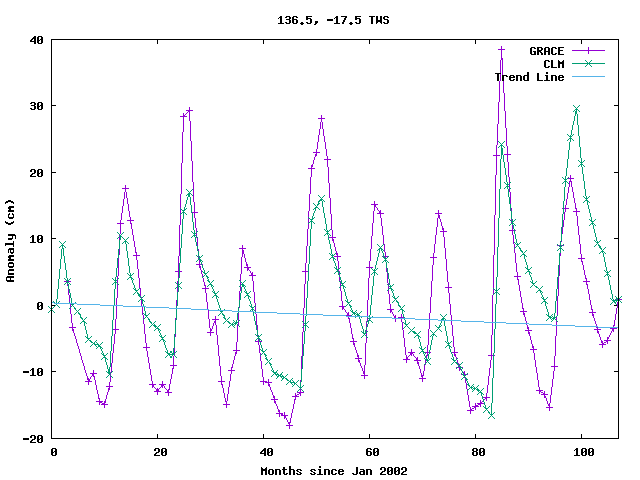 136.5, -17.5 TWS
GRACE
CLM
Trend Line
Anomaly (cm)
40
30
20
10
0
-10
-20
0 20 40 60 80 100
Months since Jan 2002